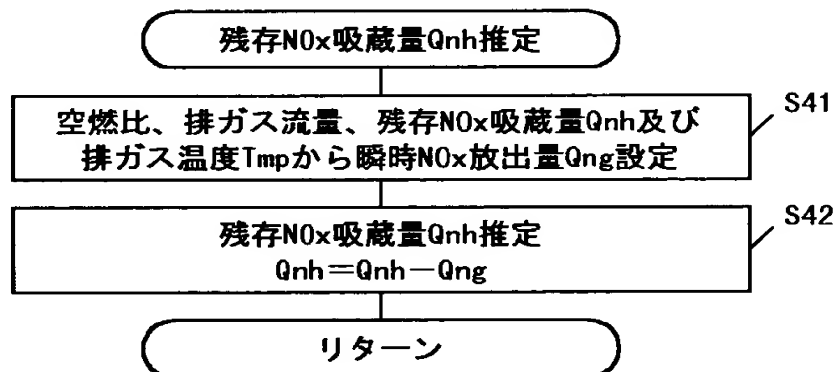 残存NOx吸蔵量Qnh推定
空燃比、排ガス流量、残存NOx吸蔵量Qnh及び
排ガス温度Tmpから瞬時NOx放出量Qng設定
S41
残存NOx吸蔵量Qnh推定
Qnh=Qnh－Qng
S42
リターン